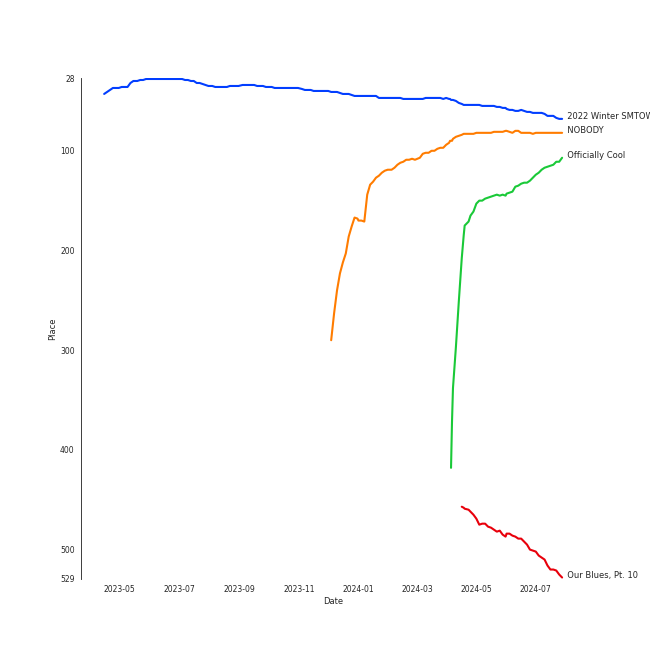 28
2022 Winter SMTOW
NOBODY
100
Officially Cool
200
Place
300
400
500
529
Our Blues, Pt. 10
2023-05 2023-07 2023-09 2023-11 2024-01 2024-03 2024-05 2024-07
Date